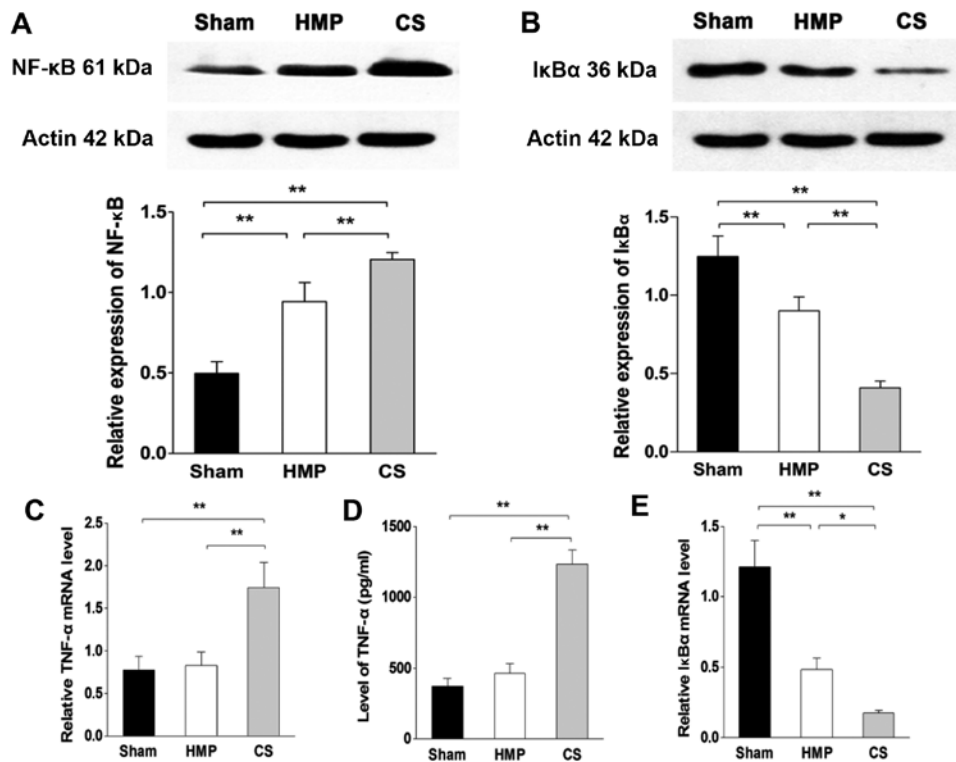 A
Sham HMP CS
NF-κB 61 kDa
Actin 42 kDa
**
**
**
Relative expression of NF-κB
1.5
1.0
0.5
0.0
Sham HMP CS
B
Sham HMP CS
IκBα 36 kDa
Actin 42 kDa
**
**
**
Relative expression of IκBα
1.5
1.0
0.5
0.0
Sham HMP CS
C
**
**
Relative TNF-α mRNA level
2.5
2.0
1.5
1.0
0.5
0.0
Sham HMP CS
D
**
**
Level of TNF-α (pg/ml)
1500
1000
500
0
Sham HMP CS
E
**
**
*
Relative IκBα mRNA level
1.5
1.0
0.5
0.0
Sham HMP CS